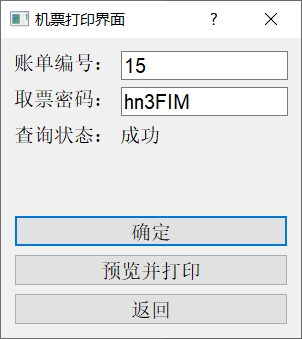 机票打印界面 ?
账单编号： 15
取票密码： hn3FIM
查询状态： 成功
确定
预览并打印
返回